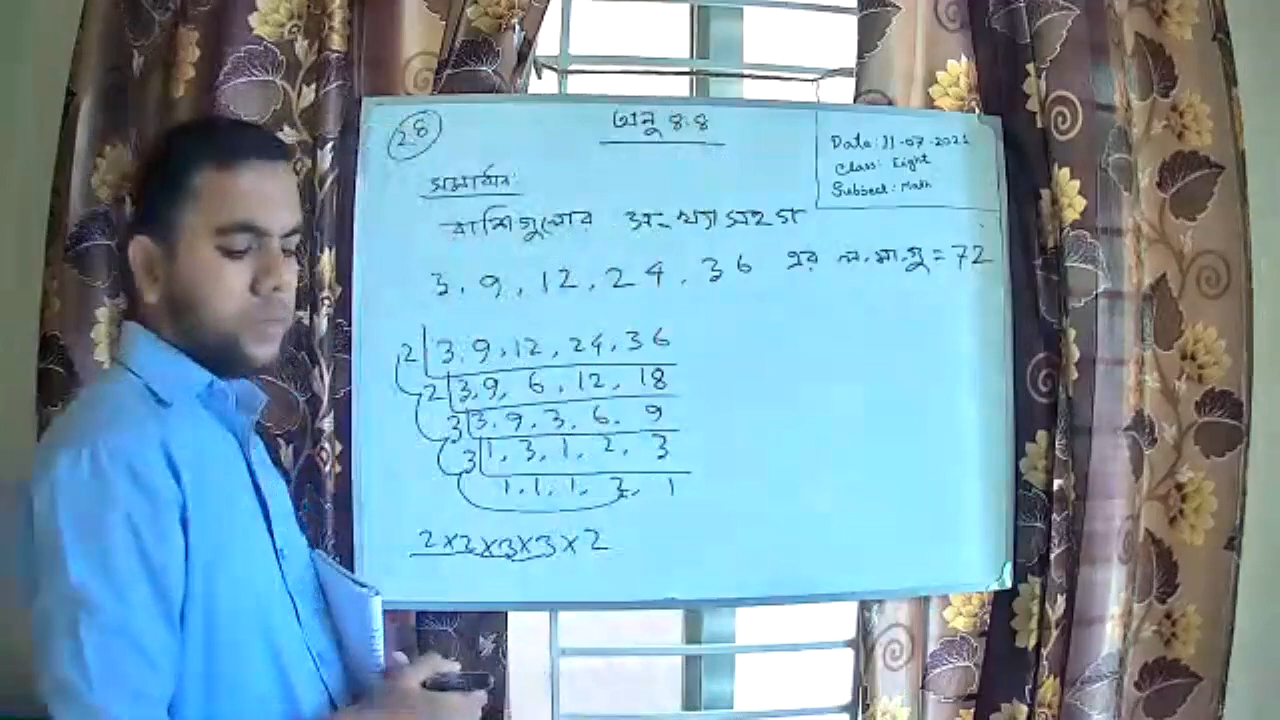 28
অনু ৪.৪
Date: 11-07-2021
Class: Eight
Subject: Math
সমাধান:
রাশিগুলোর সংখ্যা সহগ
3, 9, 12, 24, 36 এর ল.সা.গু = 72
2 3, 9, 12, 24, 36
2 3, 9, 6, 12, 18
3 3, 9, 3, 6, 9
3 1, 3, 1, 2, 3
1, 1, 1, 2, 1
2×2×3×3×2